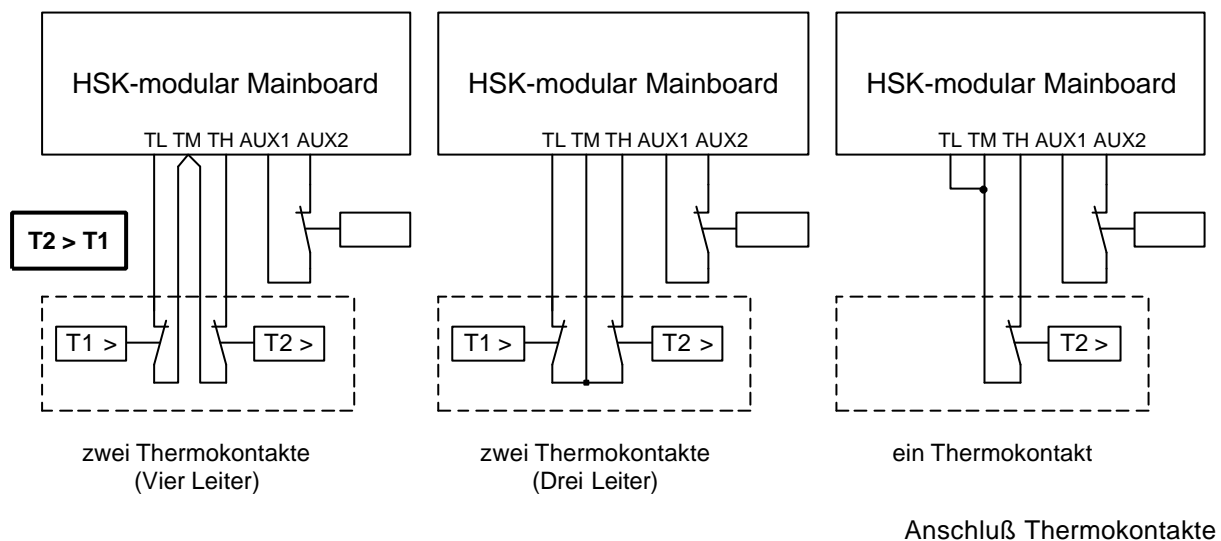 HSK-modular Mainboard
TL TM TH AUX1 AUX2
T2 > T1
T1 >
T2 >
zwei Thermokontakte
(Vier Leiter)
HSK-modular Mainboard
TL TM TH AUX1 AUX2
T1 >
T2 >
zwei Thermokontakte
(Drei Leiter)
HSK-modular Mainboard
TL TM TH AUX1 AUX2
T2 >
ein Thermokontakt
Anschluß Thermokontakte